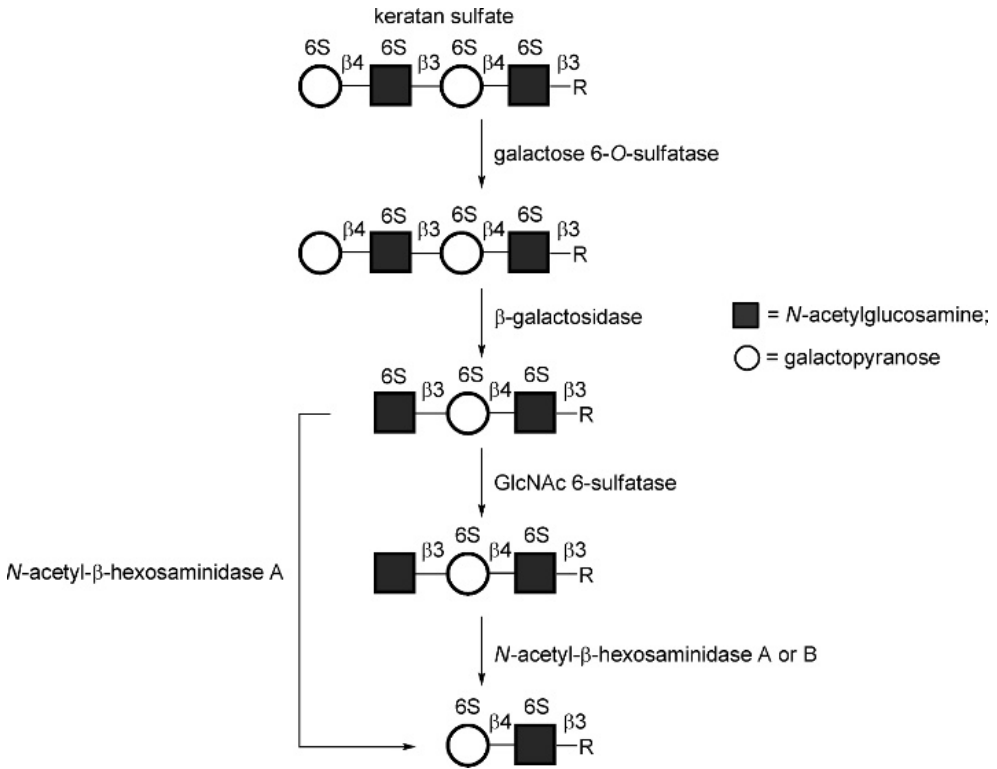 keratan sulfate
6S 6S 6S 6S
β4 β3 β4 β3
R
galactose 6-O-sulfatase
6S 6S 6S
β4 β3 β4 β3
R
β-galactosidase
= N-acetylglucosamine;
= galactopyranose
6S 6S 6S
β3 β4 β3
R
GlcNAc 6-sulfatase
6S 6S
β3 β4 β3
R
N-acetyl-β-hexosaminidase A
N-acetyl-β-hexosaminidase A or B
6S 6S
β4 β3
R